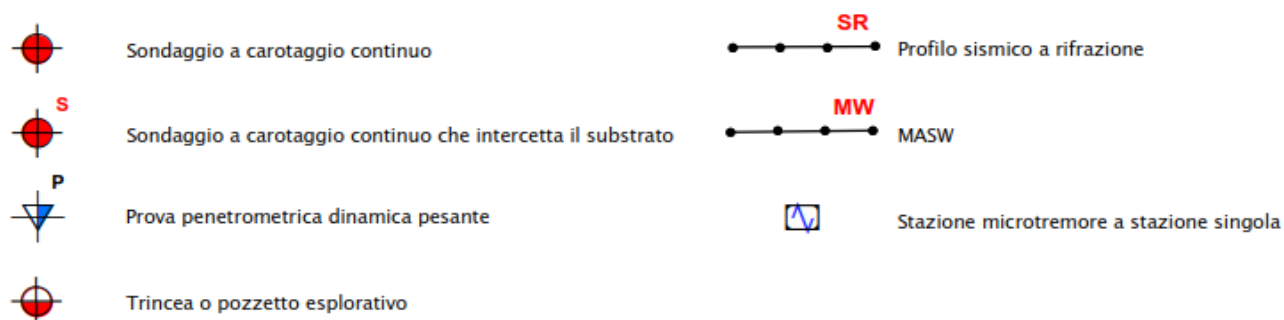 Sondaggio a carotaggio continuo
S
Sondaggio a carotaggio continuo che intercetta il substrato
P
Prova penetrometrica dinamica pesante
Trincea o pozzetto esplorativo
SR
Profilo sismico a rifrazione
MW
MASW
Stazione microtremore a stazione singola